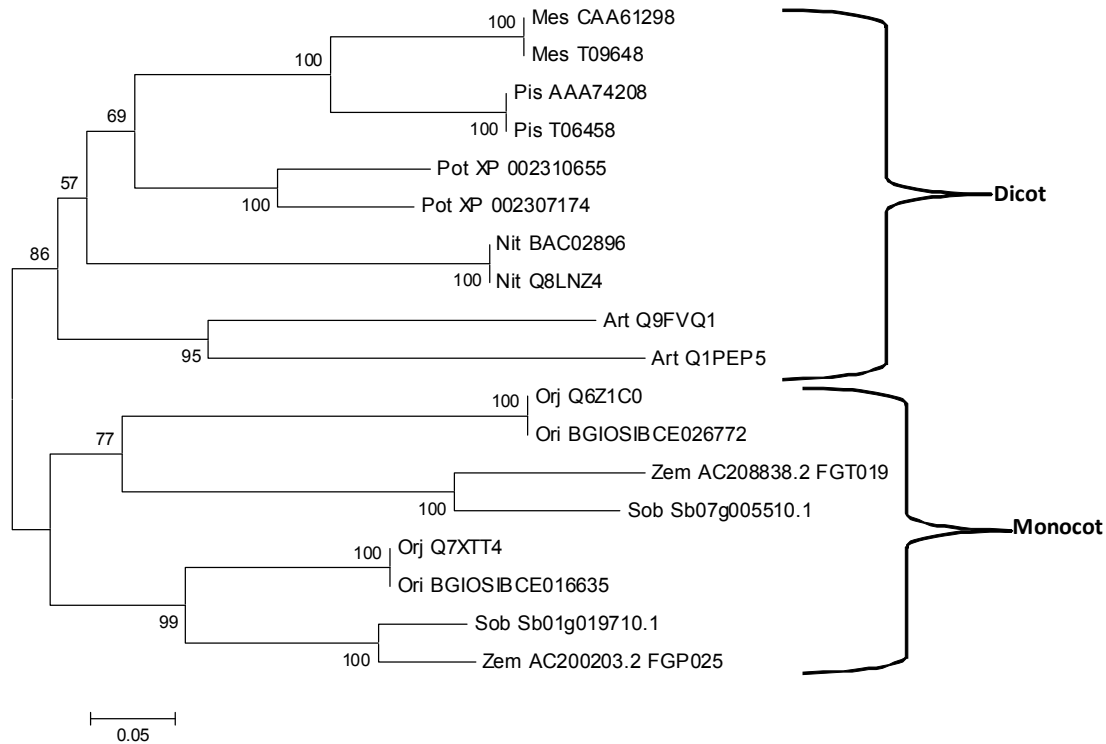 100
Mes CAA61298
Mes T09648
100
Pis AAA74208
100
Pis T06458
69
Pot XP 002310655
100
Pot XP 002307174
57
Nit BAC02896
100
Nit Q8LNZ4
86
Art Q9FVQ1
95
Art Q1PEP5
Dicot
100
Orj Q6Z1C0
Ori BGIOSIBCE026772
77
Zem AC208838.2 FGT019
100
Sob Sb07g005510.1
Monocot
100
Orj Q7XTT4
Ori BGIOSIBCE016635
99
Sob Sb01g019710.1
100
Zem AC200203.2 FGP025
0.05